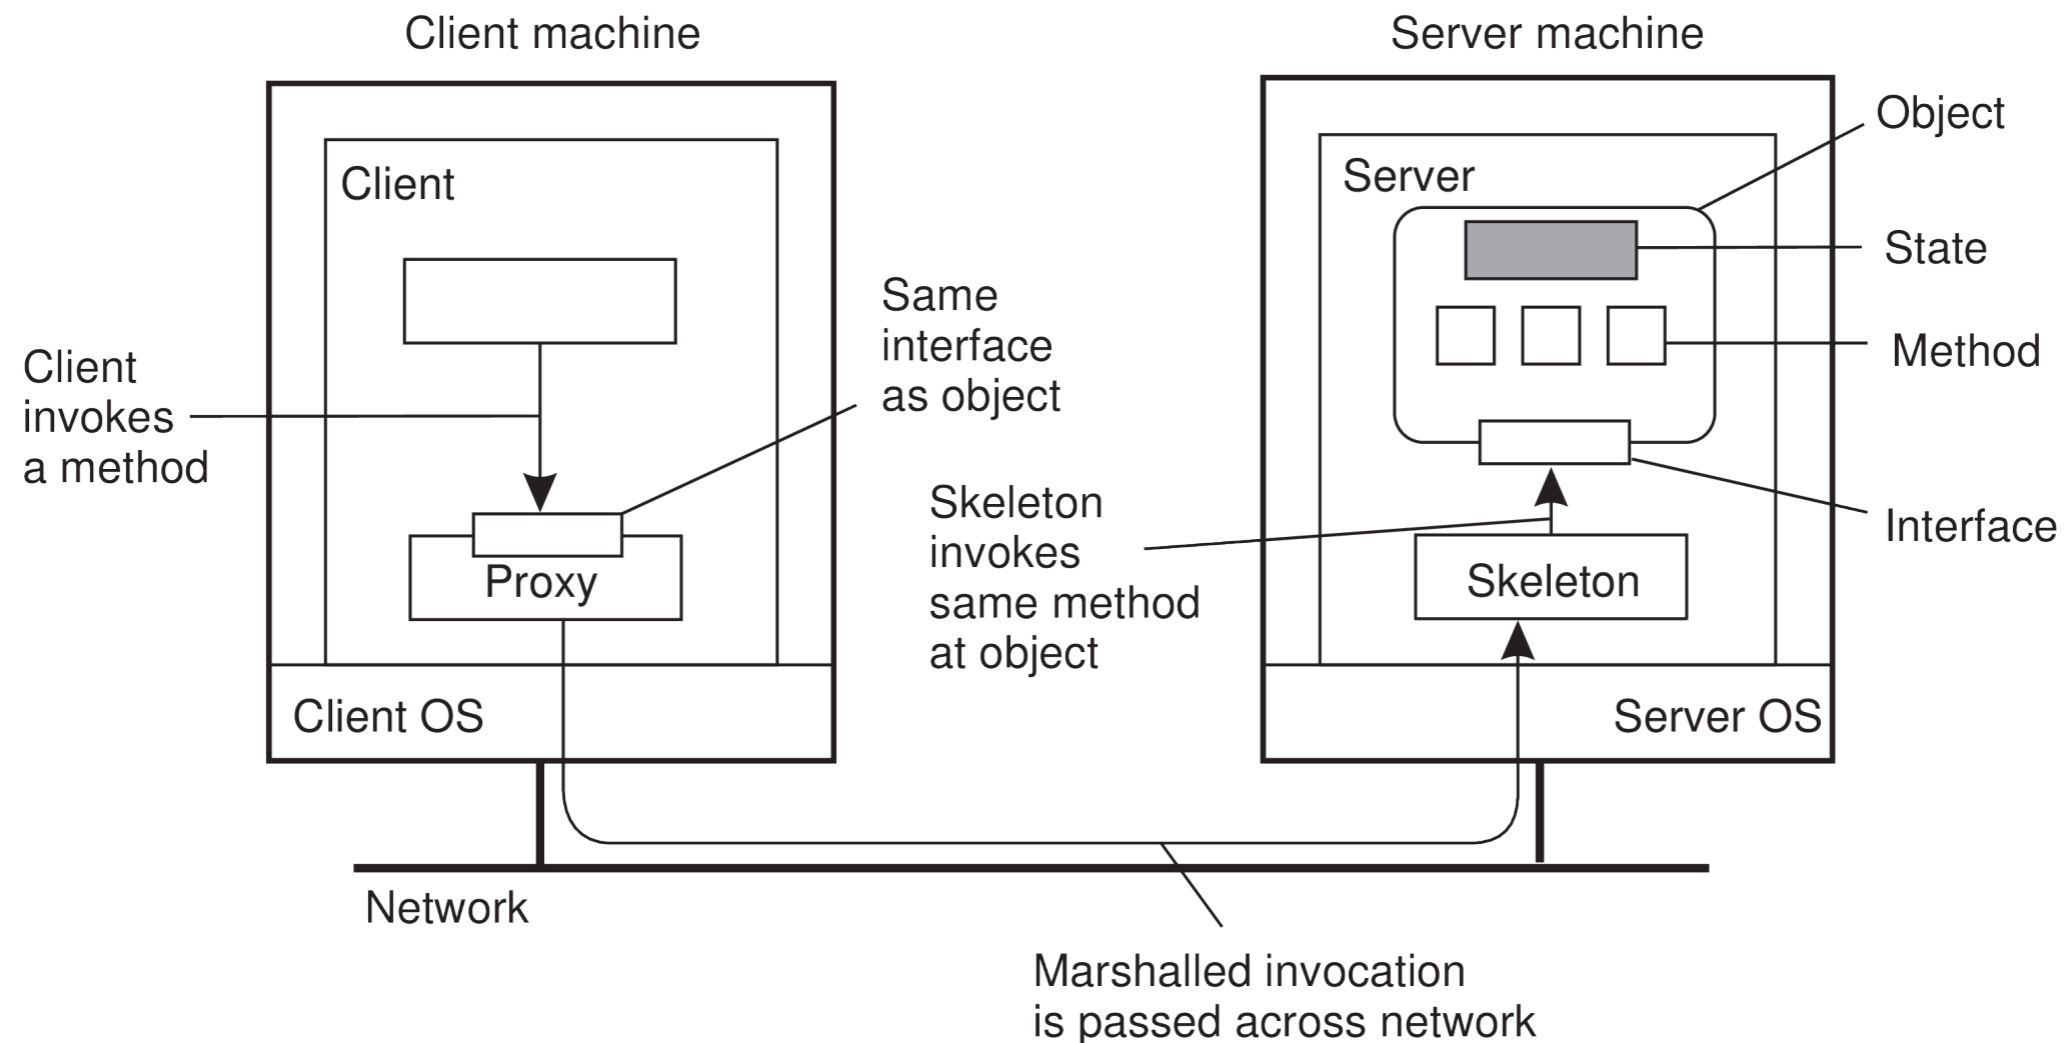 Client machine
Server machine
Client
Client
invokes
a method
Same
interface
as object
Proxy
Client OS
Server
Object
State
Method
Interface
Skeleton
invokes
same method
at object
Skeleton
Server OS
Network
Marshalled invocation
is passed across network